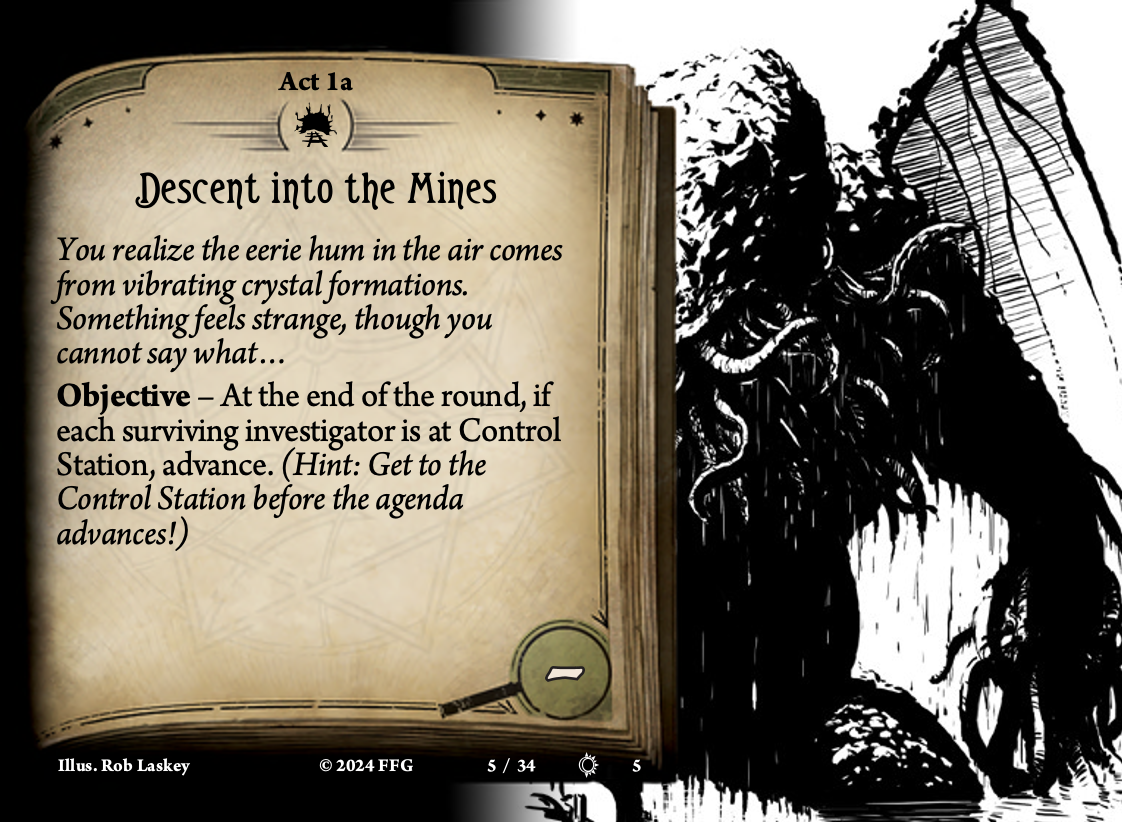 Act 1a
Descent into the Mines
You realize the eerie hum in the air comes
from vibrating crystal formations.
Something feels strange, though you
cannot say what…
Objective – At the end of the round, if
each surviving investigator is at Control
Station, advance. (Hint: Get to the
Control Station before the agenda
advances!)
–
Illus. Rob Laskey © 2024 FFG 5 / 34 5